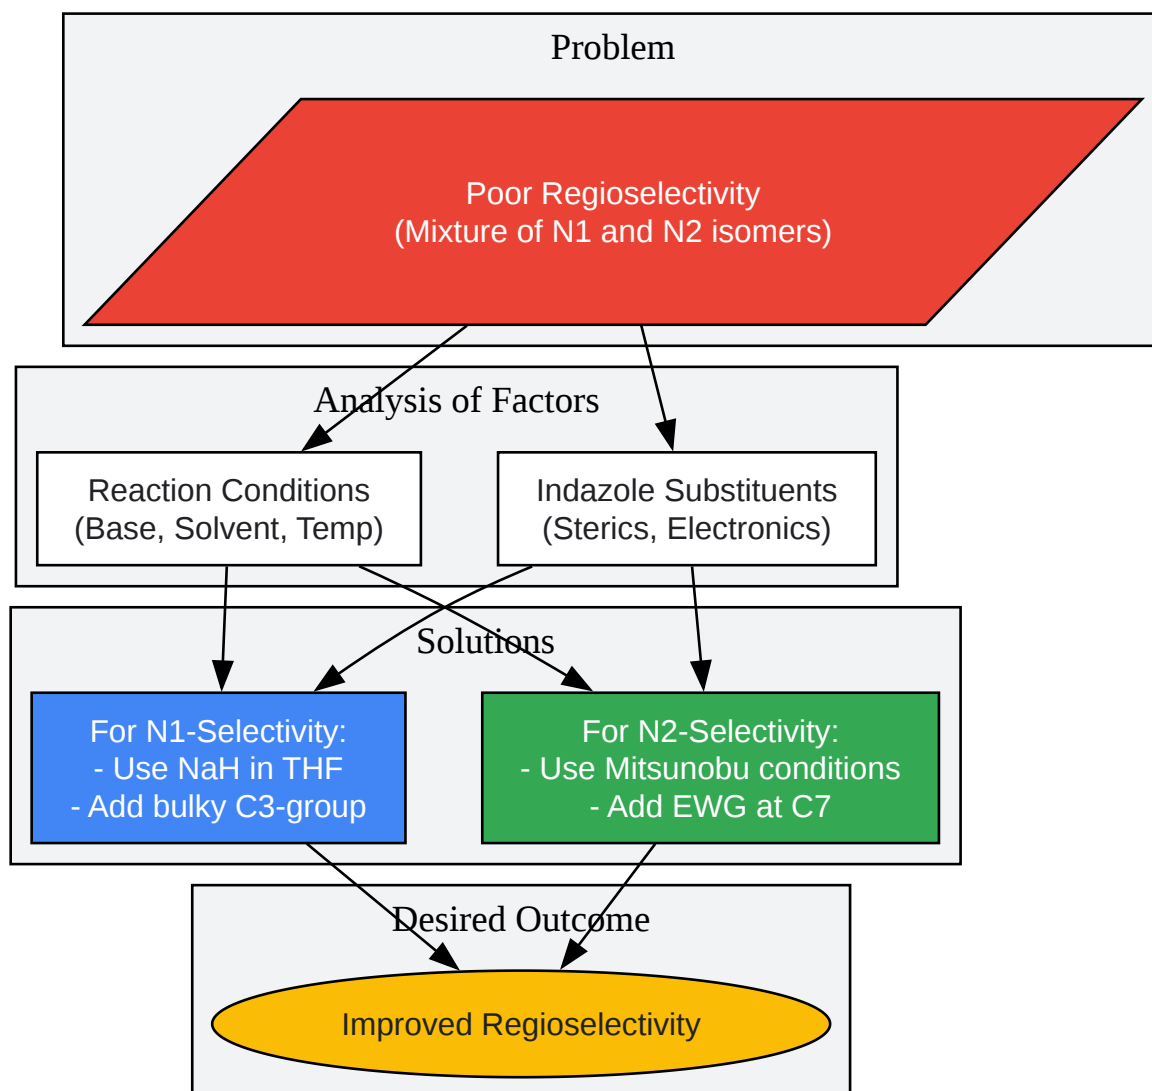 Problem
Poor Regioselectivity
(Mixture of N1 and N2 isomers)
Analysis of Factors
Reaction Conditions
(Base, Solvent, Temp)
Indazole Substituents
(Sterics, Electronics)
Solutions
For N1-Selectivity:
- Use NaH in THF
- Add bulky C3-group
For N2-Selectivity:
- Use Mitsunobu conditions
- Add EWG at C7
Desired Outcome
Improved Regioselectivity